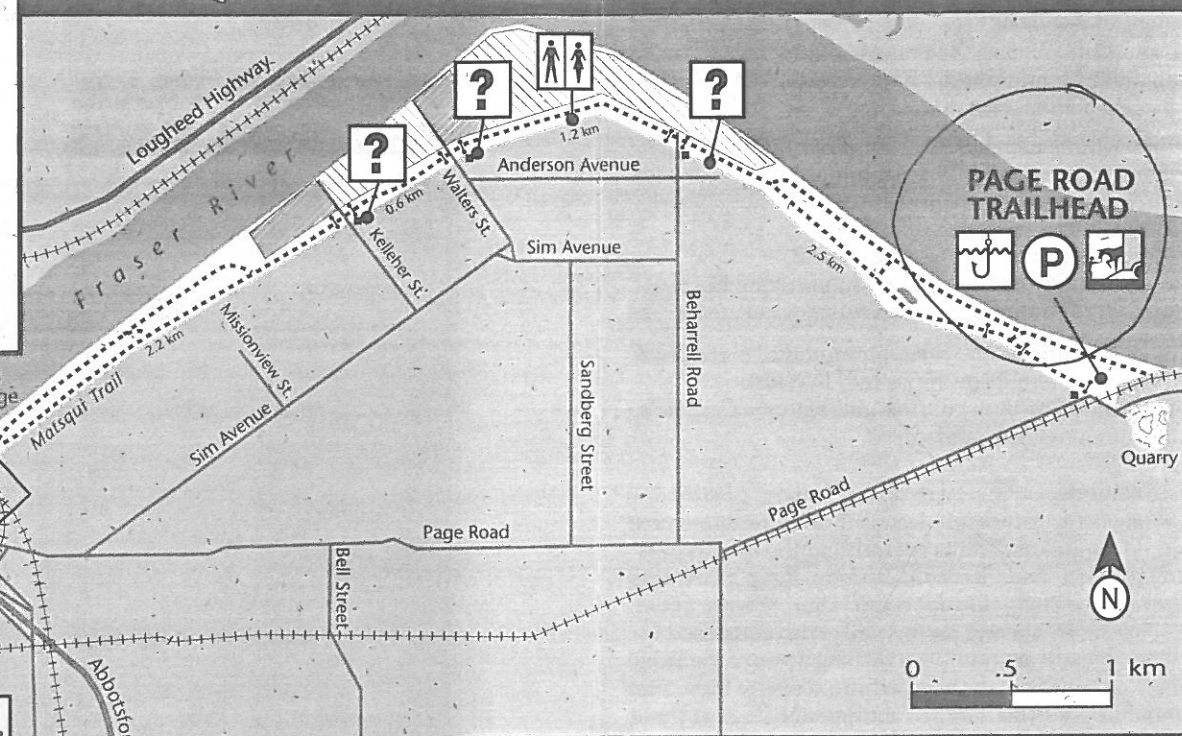 Lougheed Highway
Fraser River
?
?
?
1.2 km
Anderson Avenue
0.6 km
Walters St.
Kelleher St.
Sim Avenue
PAGE ROAD
TRAILHEAD
P
2.5 km
Missionview St.
2.2 km
Matsqui Trail
Sim Avenue
Sandberg Street
Beharrell Road
Quarry
Page Road
Page Road
Bell Street
N
0 .5 1 km